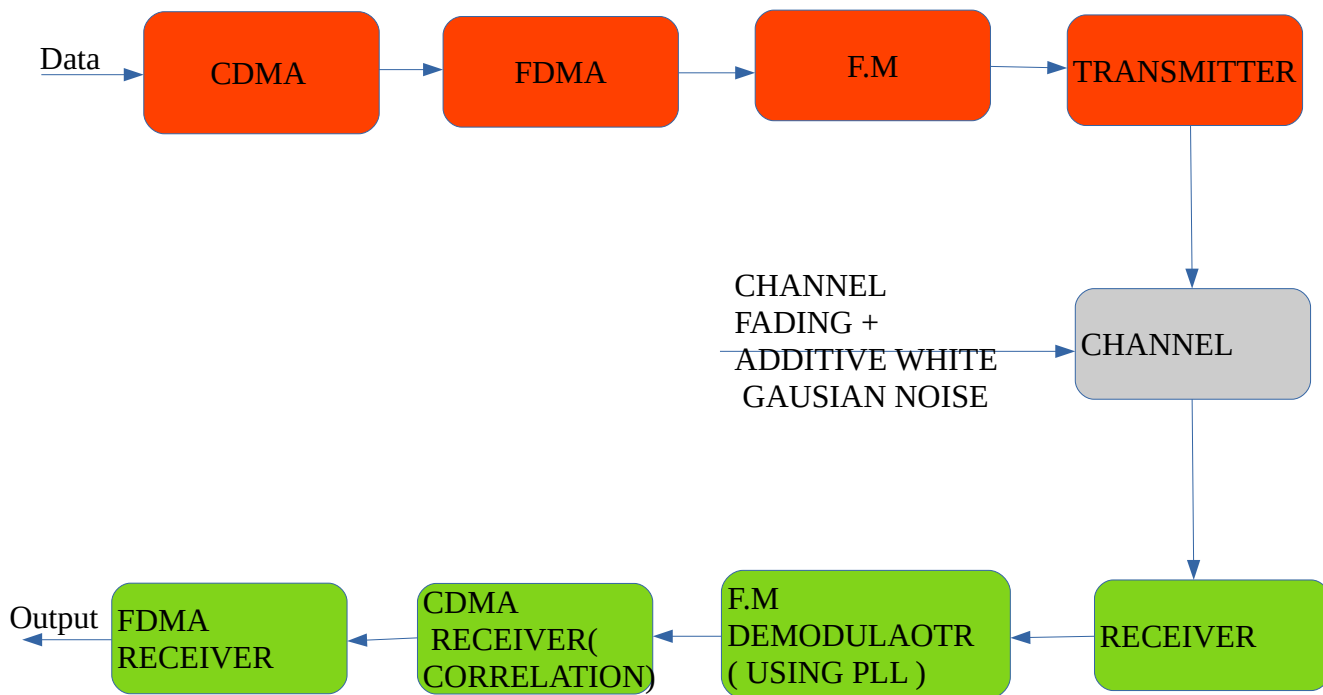 Data
CDMA
FDMA
F.M
TRANSMITTER
CHANNEL
FADING +
ADDITIVE WHITE
GAUSIAN NOISE
CHANNEL
Output
FDMA
RECEIVER
CDMA
RECEIVER(
CORRELATION)
F.M
DEMODULAOTR
( USING PLL )
RECEIVER